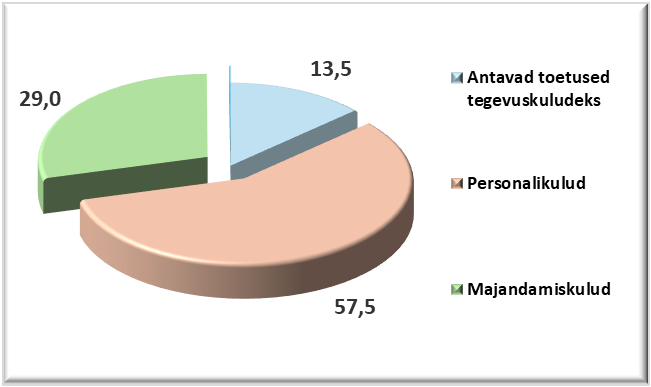 13,5
29,0
57,5
Antavad toetused
tegevuskuludeks
Personalikulud
Majandamiskulud